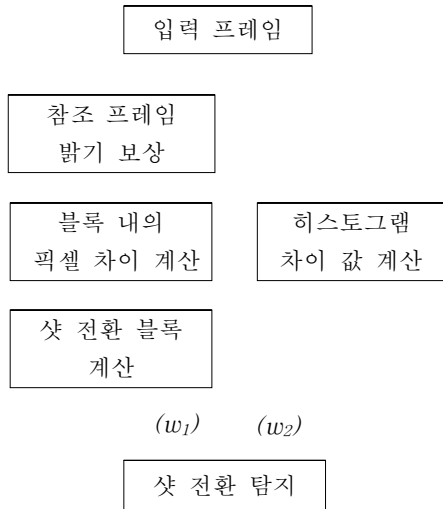 입력 프레임
참조 프레임
밝기 보상
블록 내의
픽셀 차이 계산
히스토그램
차이 값 계산
샷 전환 블록
계산
(w1) (w2)
샷 전환 탐지